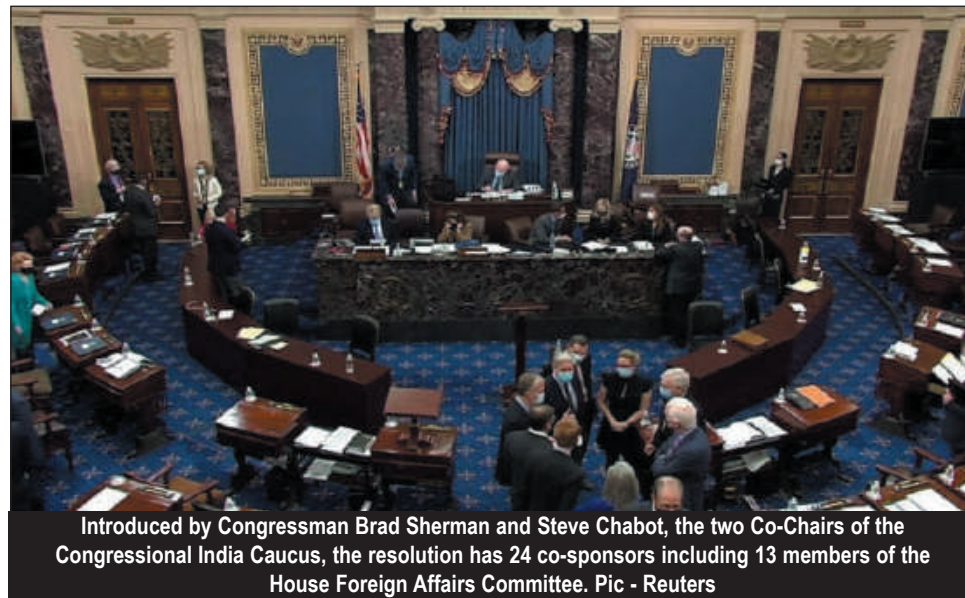 Introduced by Congressman Brad Sherman and Steve Chabot, the two Co-Chairs of the
Congressional India Caucus, the resolution has 24 co-sponsors including 13 members of the
House Foreign Affairs Committee. Pic - Reuters